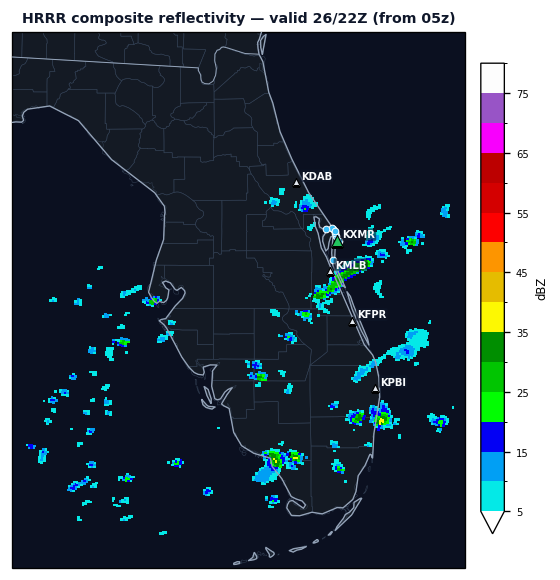 HRRR composite reflectivity — valid 26/22Z (from 05z)
KDAB
KXMR
KMLB
KFPR
KPBI
75
65
55
45
35
25
15
5
dBZ